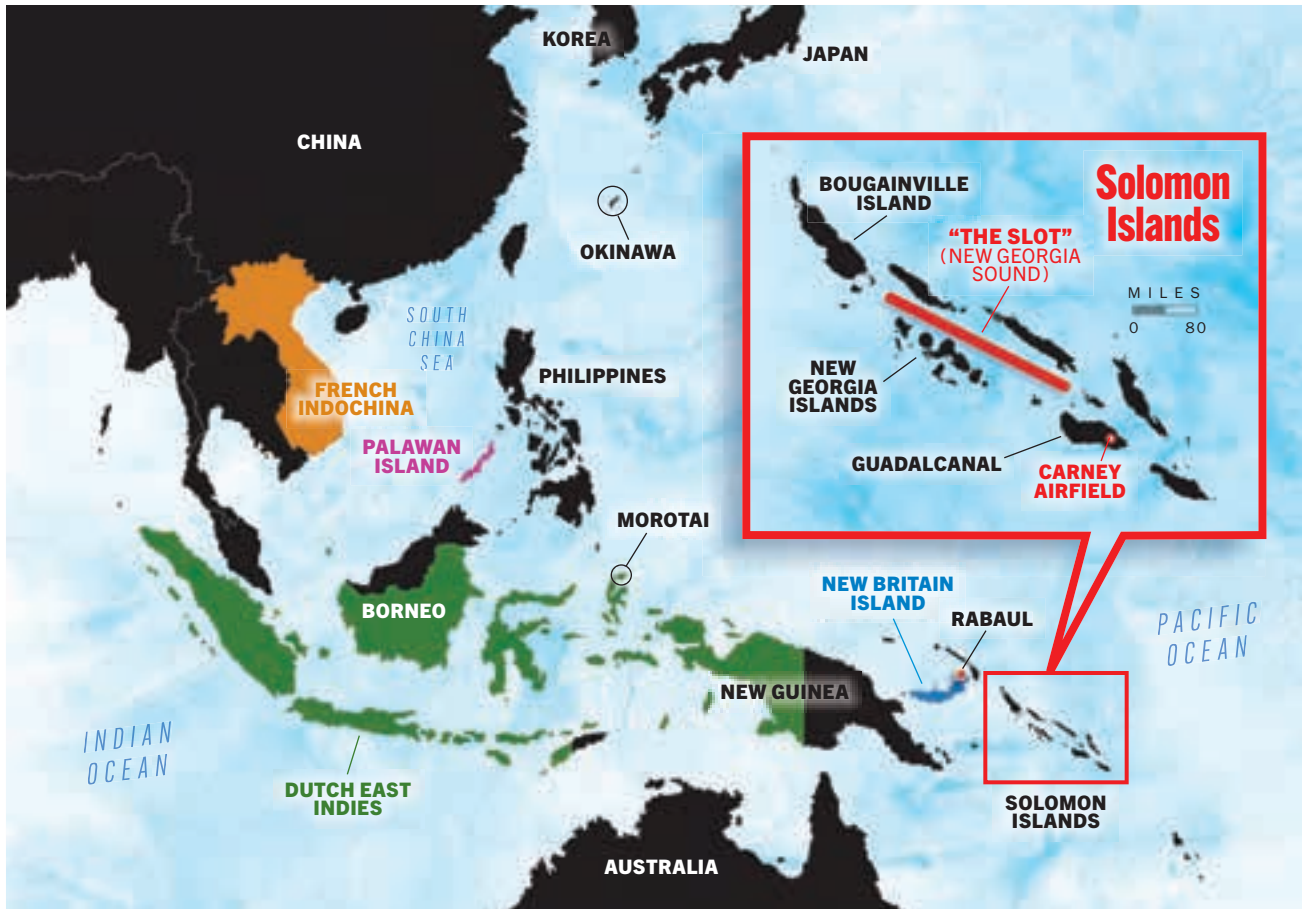 KOREA
JAPAN
CHINA
OKINAWA
SOUTH
CHINA
SEA
PHILIPPINES
FRENCH
INDOCHINA
PALAWAN
ISLAND
MOROTAI
BORNEO
NEW BRITAIN
ISLAND
RABAUL
NEW GUINEA
PACIFIC
OCEAN
INDIAN
OCEAN
DUTCH EAST
INDIES
SOLOMON
ISLANDS
AUSTRALIA
Solomon
Islands
BOUGAINVILLE
ISLAND
“THE SLOT”
(NEW GEORGIA
SOUND)
MILES
0 80
NEW
GEORGIA
ISLANDS
GUADALCANAL
CARNEY
AIRFIELD